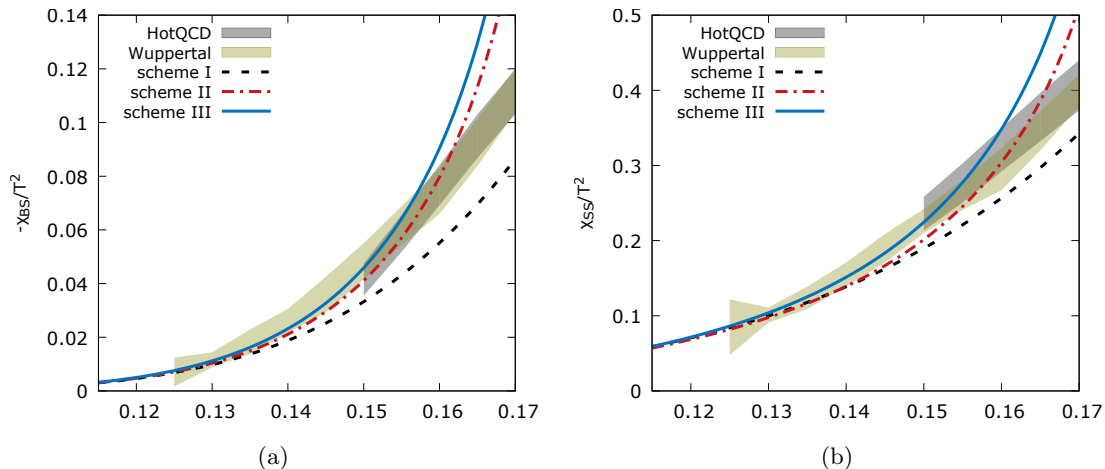 0.14
0.12
0.1
0.08
0.06
0.04
0.02
0
-χBS/T²
HotQCD
Wuppertal
scheme I
scheme II
scheme III
0.12 0.13 0.14 0.15 0.16 0.17
(a)
0.5
0.4
0.3
0.2
0.1
0
χSS/T²
HotQCD
Wuppertal
scheme I
scheme II
scheme III
0.12 0.13 0.14 0.15 0.16 0.17
(b)